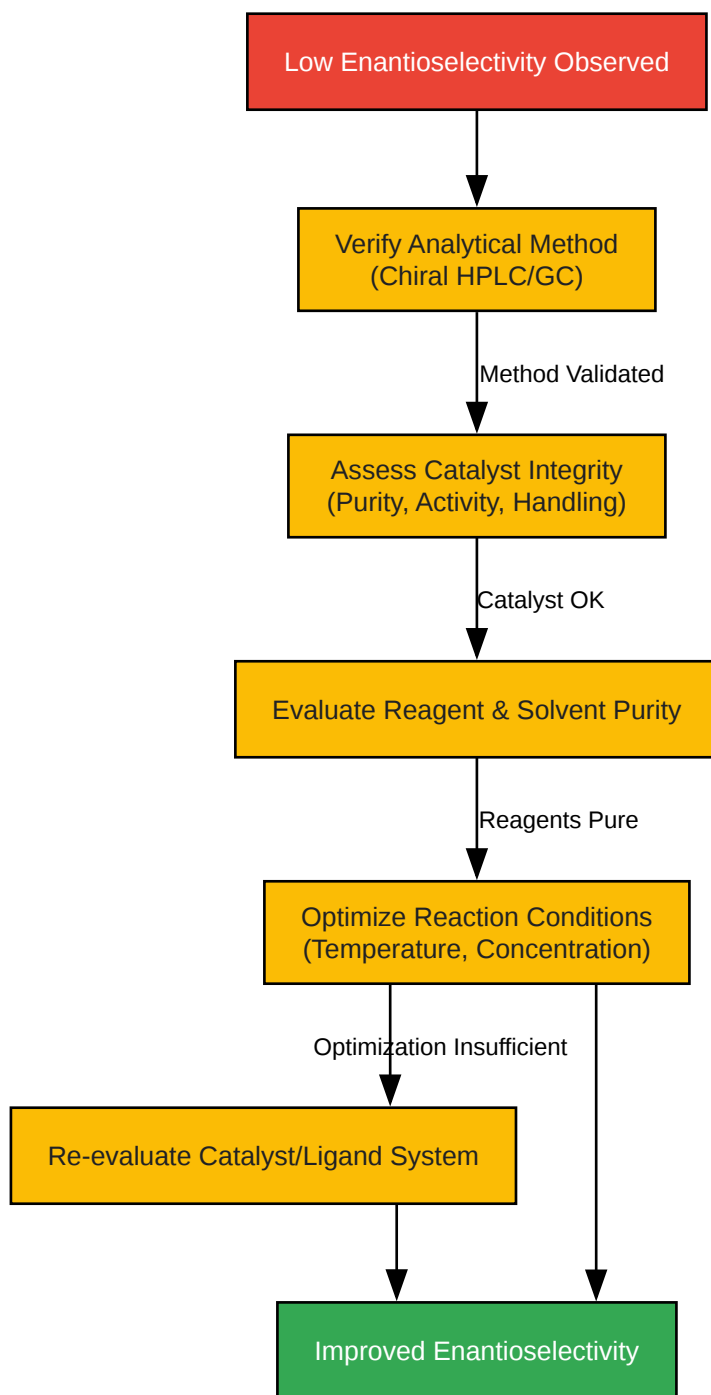 Low Enantioselectivity Observed
Verify Analytical Method
(Chiral HPLC/GC)
Method Validated
Assess Catalyst Integrity
(Purity, Activity, Handling)
Catalyst OK
Evaluate Reagent & Solvent Purity
Reagents Pure
Optimize Reaction Conditions
(Temperature, Concentration)
Optimization Insufficient
Re-evaluate Catalyst/Ligand System
Improved Enantioselectivity